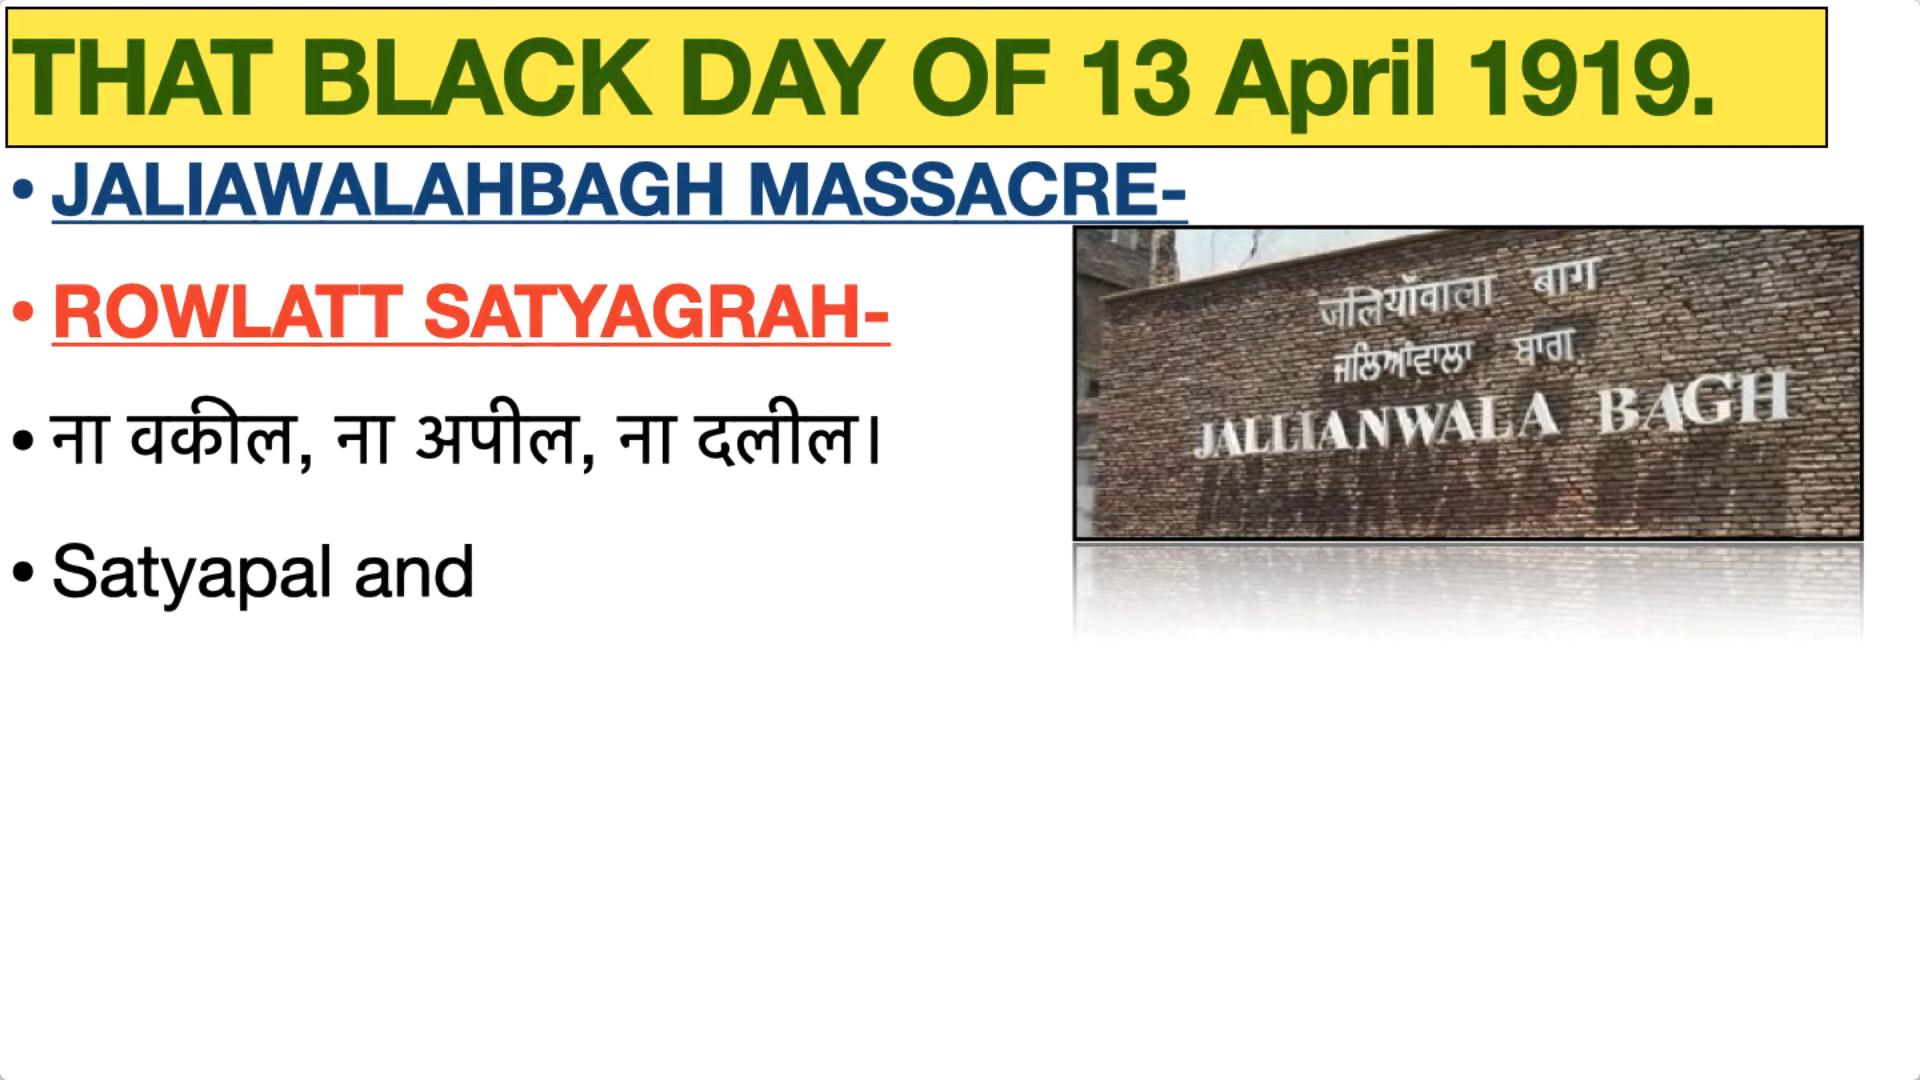 THAT BLACK DAY OF 13 April 1919.
• JALIAWALAHBAGH MASSACRE-
• ROWLATT SATYAGRAH-
जलियाँवाला बाग
ਜਲਿਆਂਵਾਲਾ ਬਾਗ
JALLIANWALA BAGH
• ना वकील, ना अपील, ना दलील।
• Satyapal and